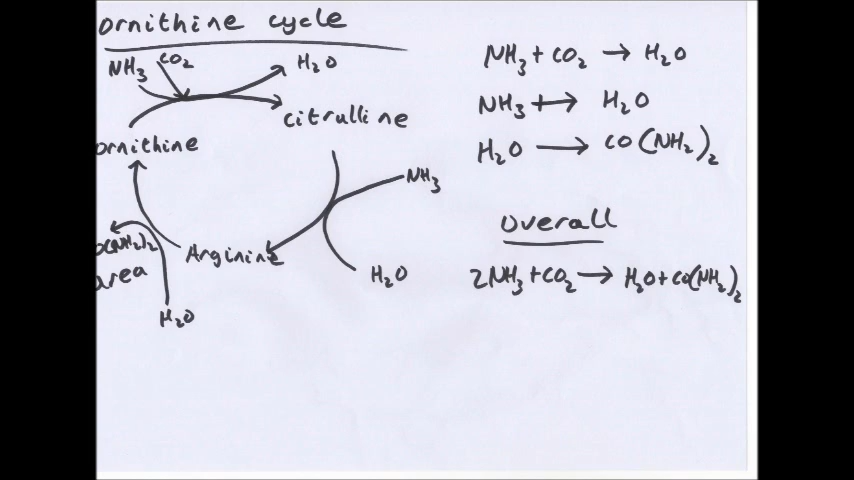 ornithine cycle
NH₃ CO₂
H₂O
citrulline
ornithine
NH₃
Arginine
H₂O
O(NH₂)₂
urea
H₂O
NH₃ + CO₂ → H₂O
NH₃ + → H₂O
H₂O → CO(NH₂)₂
Overall
2NH₃ + CO₂ → H₂O + CO(NH₂)₂